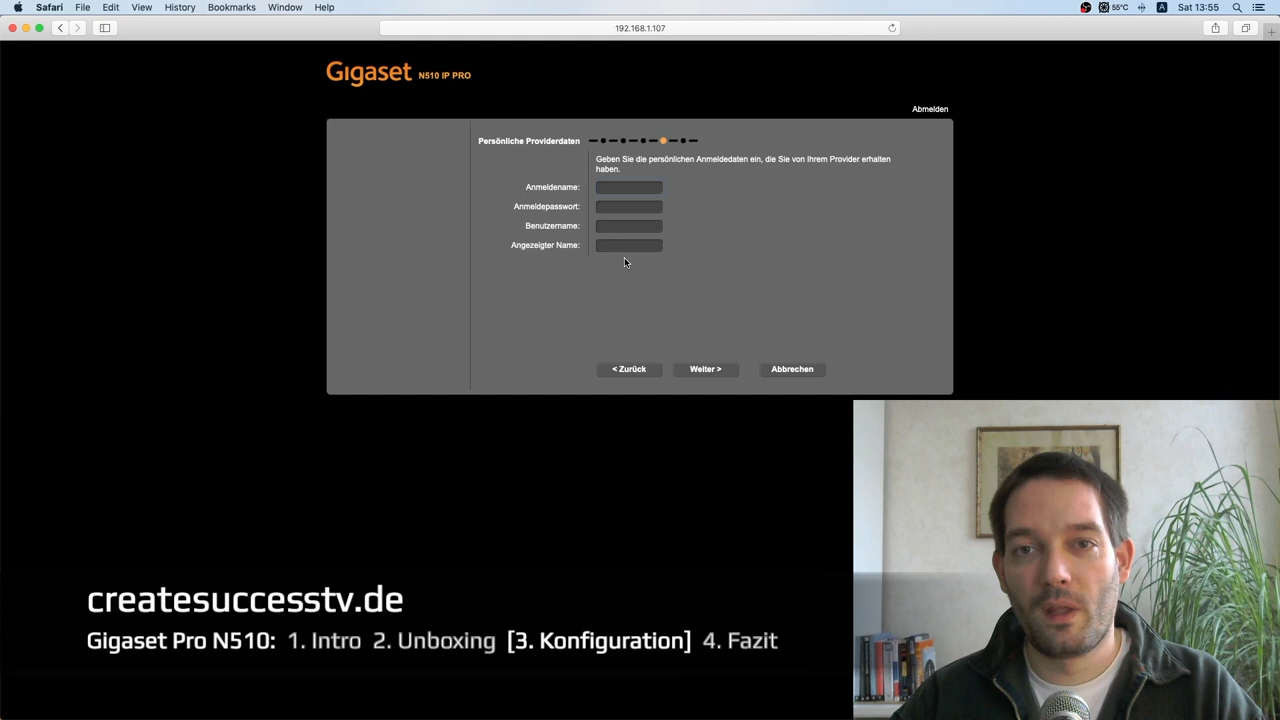 Safari File Edit View History Bookmarks Window Help 55°C A Sat 13:55
192.168.1.107
Gigaset N510 IP PRO
Abmelden
Persönliche Providerdaten
Geben Sie die persönlichen Anmeldedaten ein, die Sie von Ihrem Provider erhalten
haben.
Anmeldename:
Anmeldepasswort:
Benutzername:
Angezeigter Name:
< Zurück Weiter > Abbrechen
createsuccesstv.de
Gigaset Pro N510: 1. Intro 2. Unboxing [3. Konfiguration] 4. Fazit